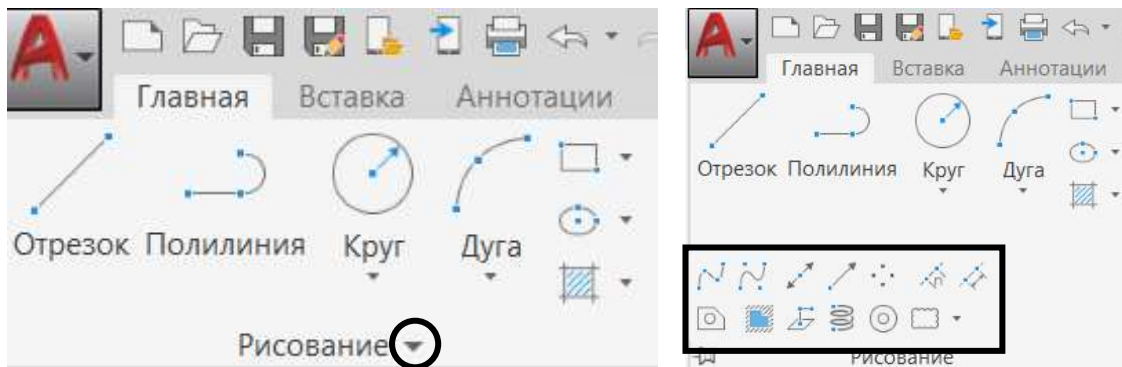 Главная Вставка Аннотации
Отрезок Полилиния Круг Дуга
Рисование
Главная Вставка Аннотации
Отрезок Полилиния Круг Дуга
Рисование